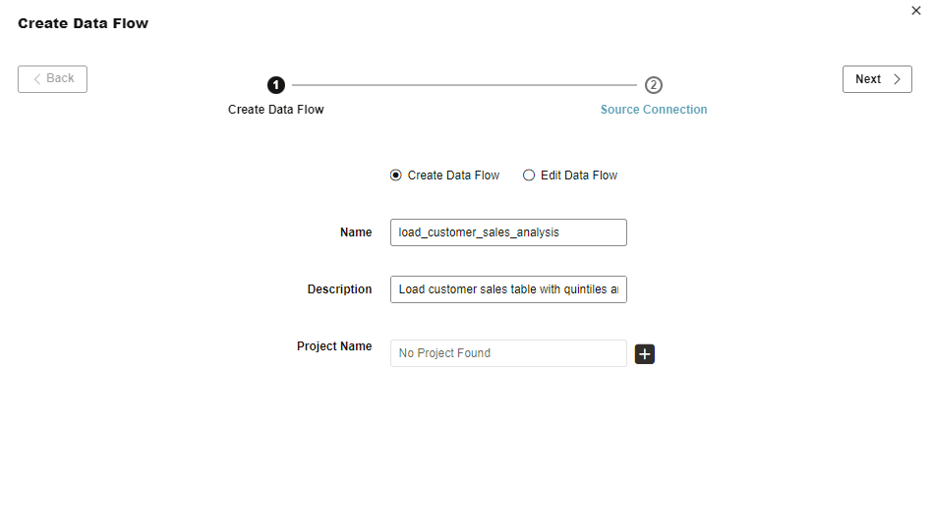 Create Data Flow
Back
1
2
Next
Create Data Flow
Source Connection
Create Data Flow
Edit Data Flow
Name
load_customer_sales_analysis
Description
Load customer sales table with quintiles
Project Name
No Project Found